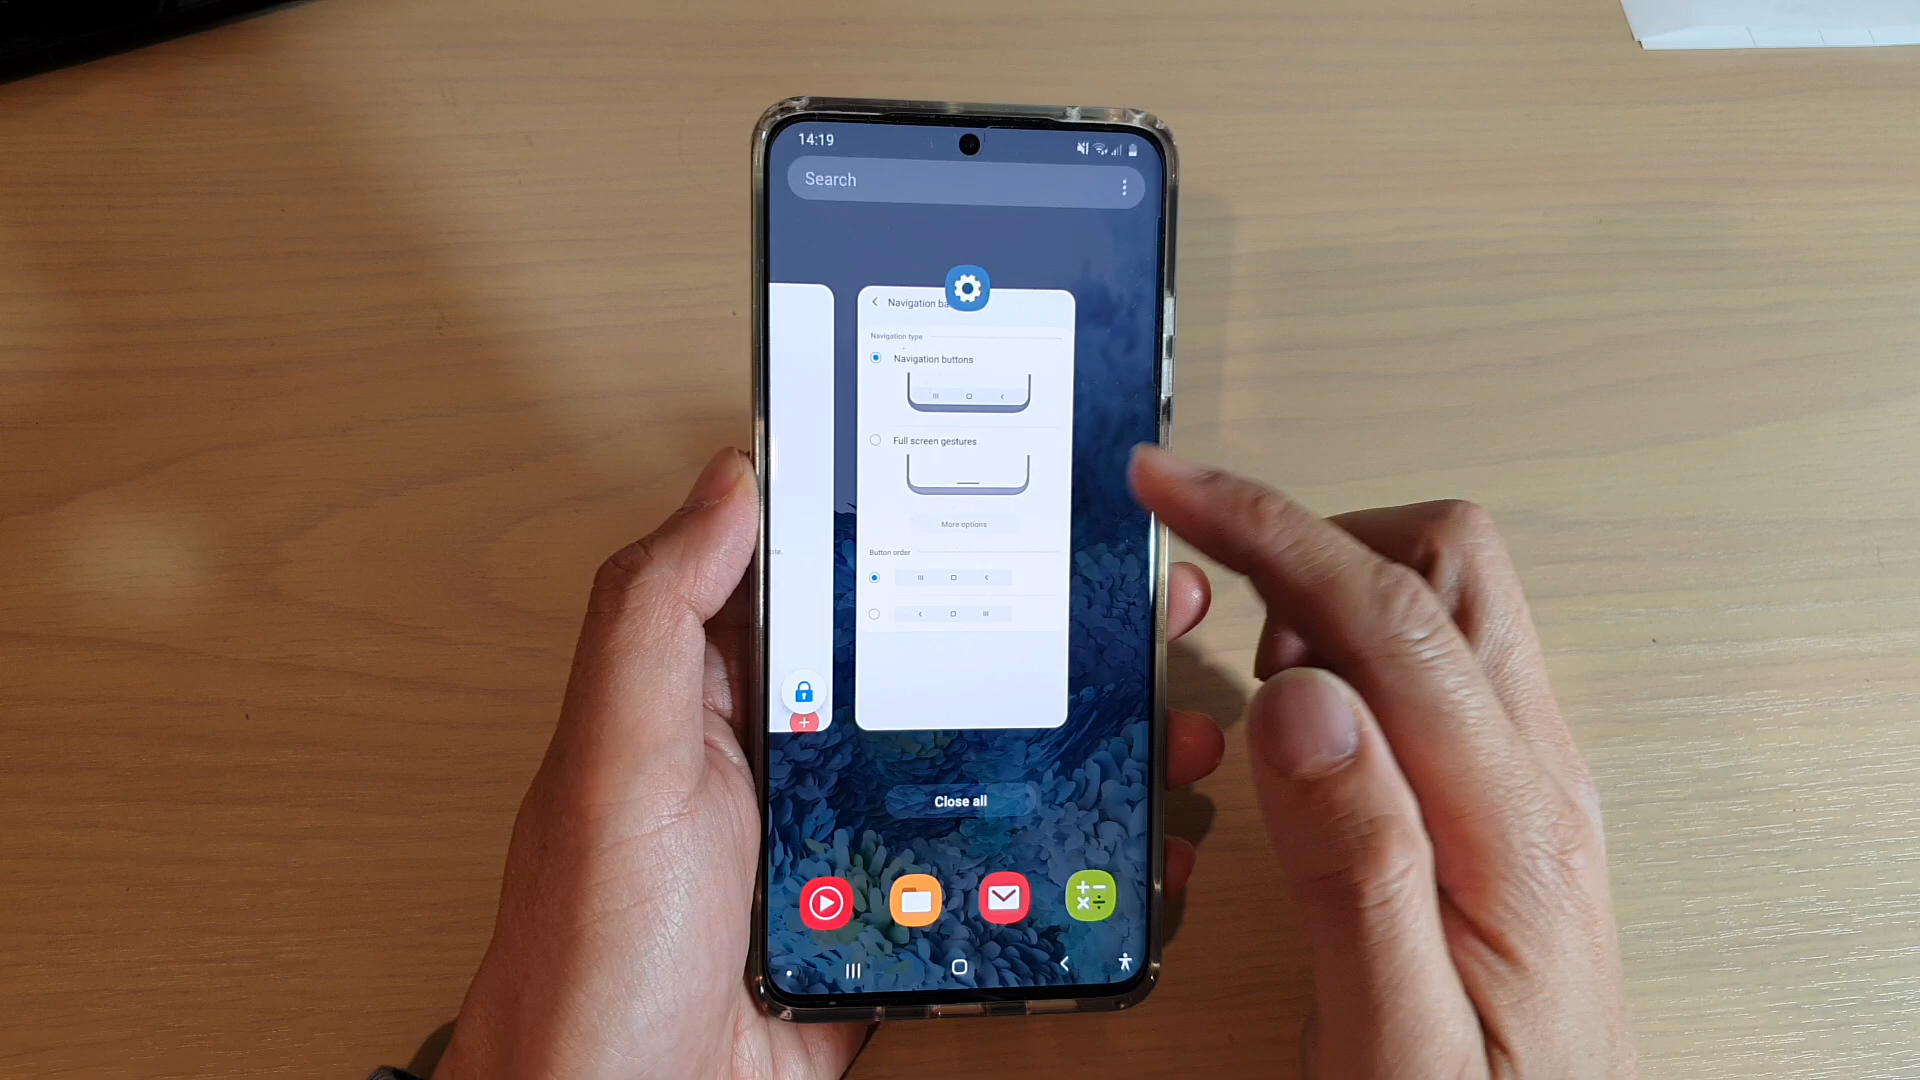 14:19
Search
Navigation ba
Navigation type
Navigation buttons
Full screen gestures
More options
Button order
Close all